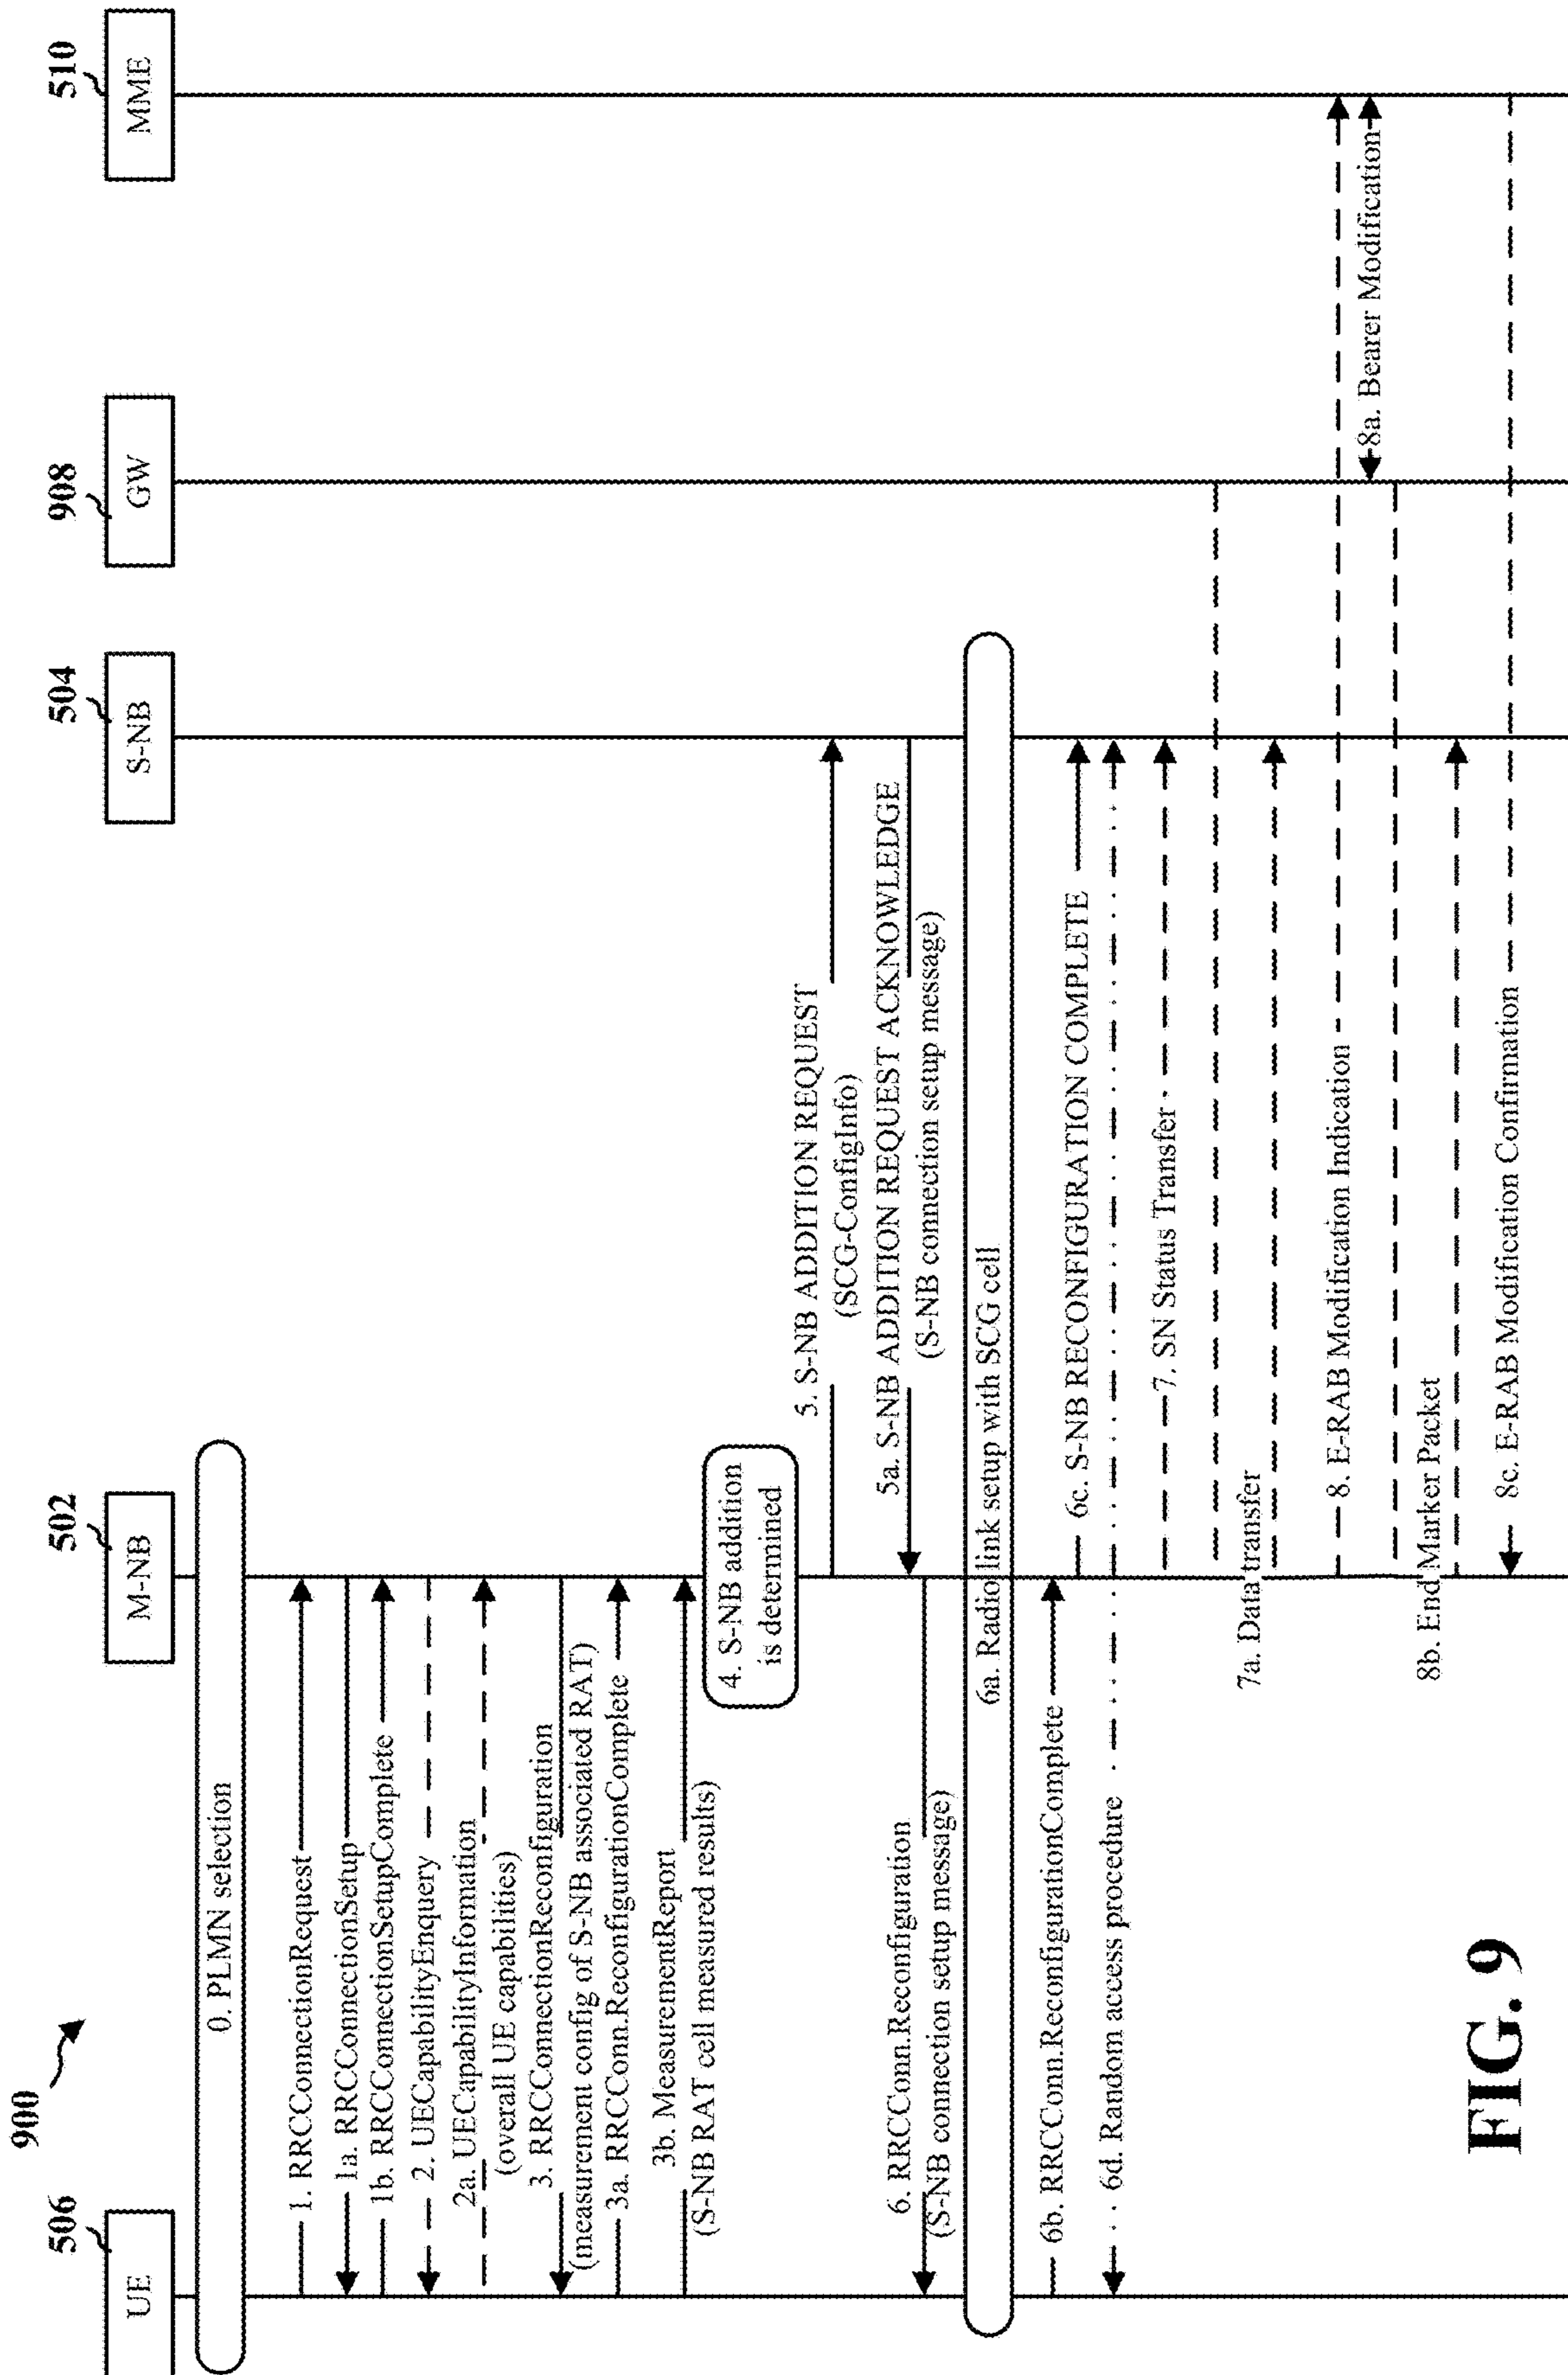 900
506
UE
502
M-NB
504
S-NB
908
GW
510
MME
0. PLMN selection
1. RRCConnectionRequest
1a. RRCConnectionSetup
1b. RRCConnectionSetupComplete
2. UECapabilityEnquery
2a. UECapabilityInformation
(overall UE capabilities)
3. RRCConnectionReconfiguration
(measurement config of S-NB associated RAT)
3a. RRCConn.ReconfigurationComplete
3b. MeasurementReport
(S-NB RAT cell measured results)
4. S-NB addition
is determined
5. S-NB ADDITION REQUEST
(SCG-ConfigInfo)
5a. S-NB ADDITION REQUEST ACKNOWLEDGE
(S-NB connection setup message)
6. RRCConn.Reconfiguration
(S-NB connection setup message)
6a. Radio link setup with SCG cell
6b. RRCConn.ReconfigurationComplete
6c. S-NB RECONFIGURATION COMPLETE
6d. Random access procedure
7. SN Status Transfer
7a. Data transfer
8. E-RAB Modification Indication
8a. Bearer Modification
8b. End Marker Packet
8c. E-RAB Modification Confirmation
FIG. 9